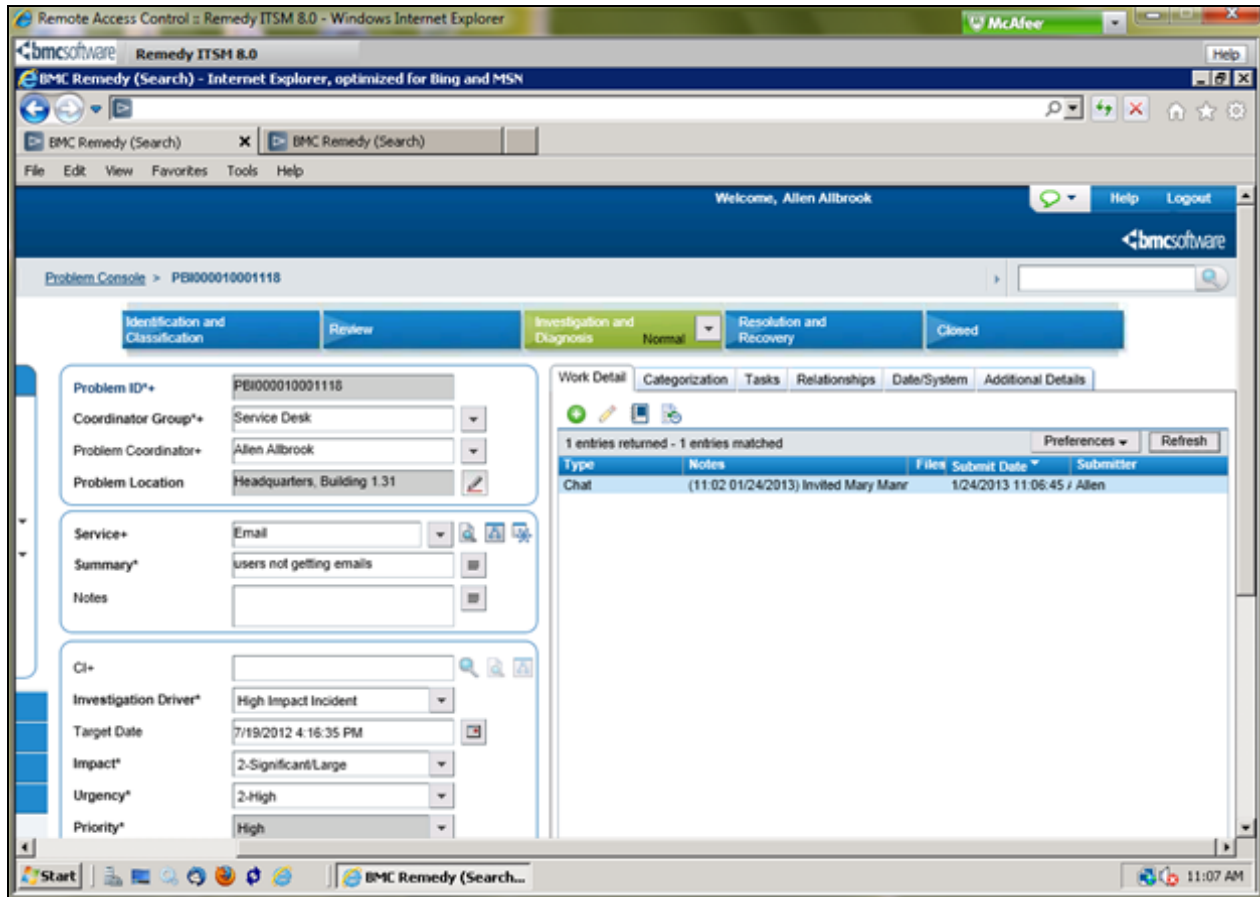 Remote Access Control :: Remedy ITSM 8.0 - Windows Internet Explorer
McAfee
bmcsoftware Remedy ITSM 8.0 Help
BMC Remedy (Search) - Internet Explorer, optimized for Bing and MSN
BMC Remedy (Search) BMC Remedy (Search)
File Edit View Favorites Tools Help
Welcome, Allen Allbrook Help Logout
bmcsoftware
Problem Console > PBI000010001118
Identification and Classification Review Investigation and Diagnosis Normal Resolution and Recovery Closed
Work Detail Categorization Tasks Relationships Date/System Additional Details
Problem ID*+ PBI000010001118
Coordinator Group*+ Service Desk
Problem Coordinator+ Allen Allbrook
Problem Location Headquarters, Building 1.31
1 entries returned - 1 entries matched Preferences Refresh
Type Notes Files Submit Date Submitter
Chat (11:02 01/24/2013) Invited Mary Manr 1/24/2013 11:06:45 A Allen
Service+ Email
Summary* users not getting emails
Notes
CI+
Investigation Driver* High Impact Incident
Target Date 7/19/2012 4:16:35 PM
Impact* 2-Significant/Large
Urgency* 2-High
Priority* High
Start BMC Remedy (Search... 11:07 AM